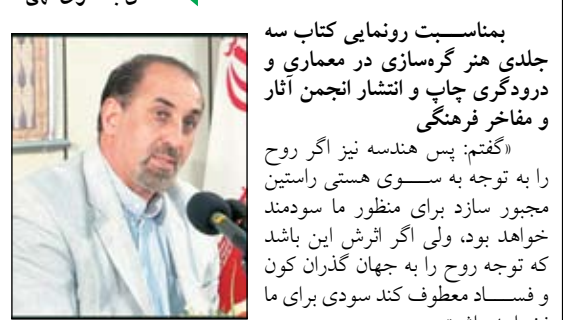 بمناسبت رونمایی کتاب سه
جلدی هنر گره‌سازی در معماری و
درودگری چاپ و انتشار انجمن آثار
و مفاخر فرهنگی
«گفتم: پس هندسه نیز اگر روح
را به توجه به سوی هستی راستین
مجبور سازد برای منظور ما سودمند
خواهد بود، ولی اگر اثرش این باشد
که توجه روح را به جهان گذران کون
و فساد معطوف کند سودی برای ما